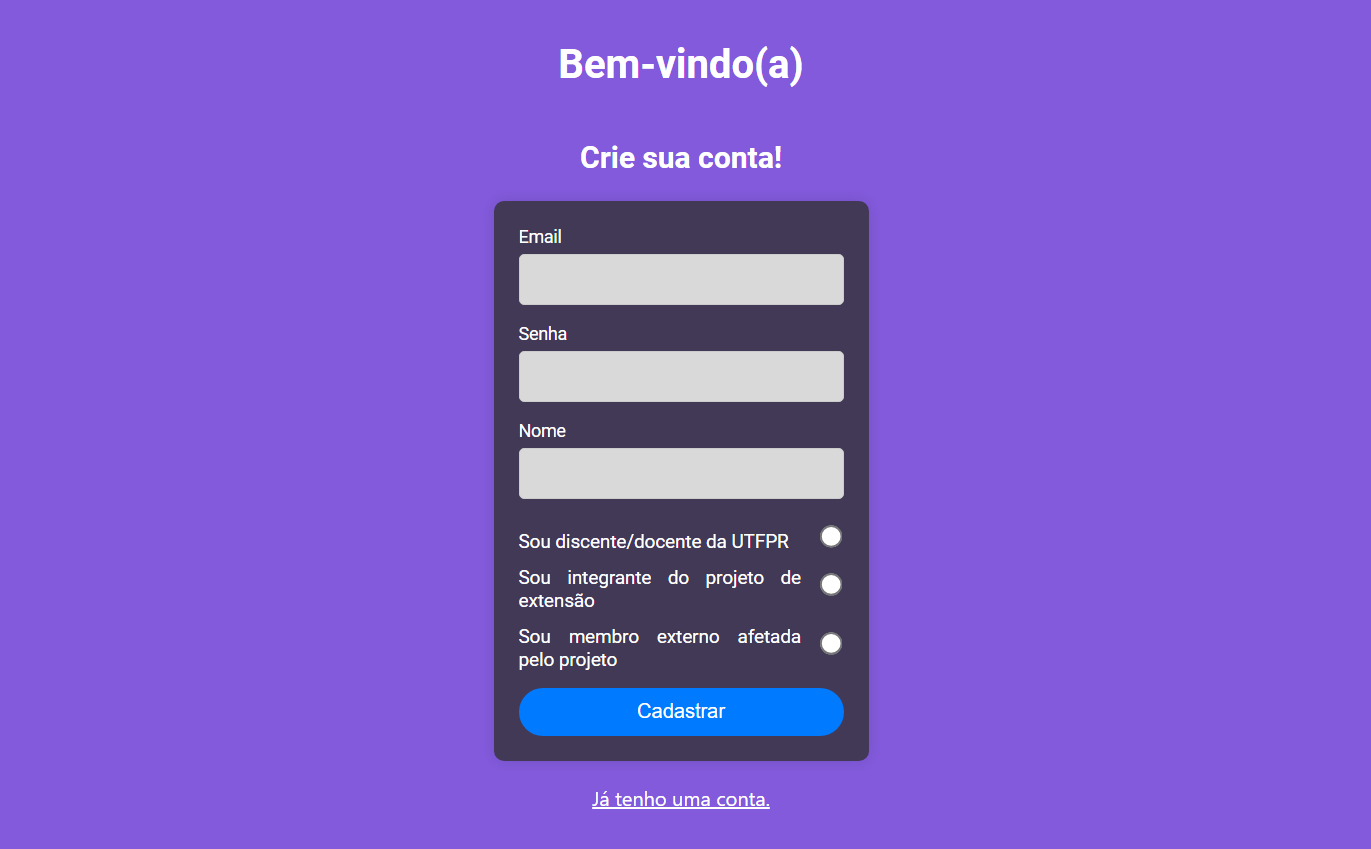 Bem-vindo(a)
Crie sua conta!
Email
Senha
Nome
Sou discente/docente da UTFPR
Sou integrante do projeto de
extensão
Sou membro externo afetada
pelo projeto
Cadastrar
Já tenho uma conta.